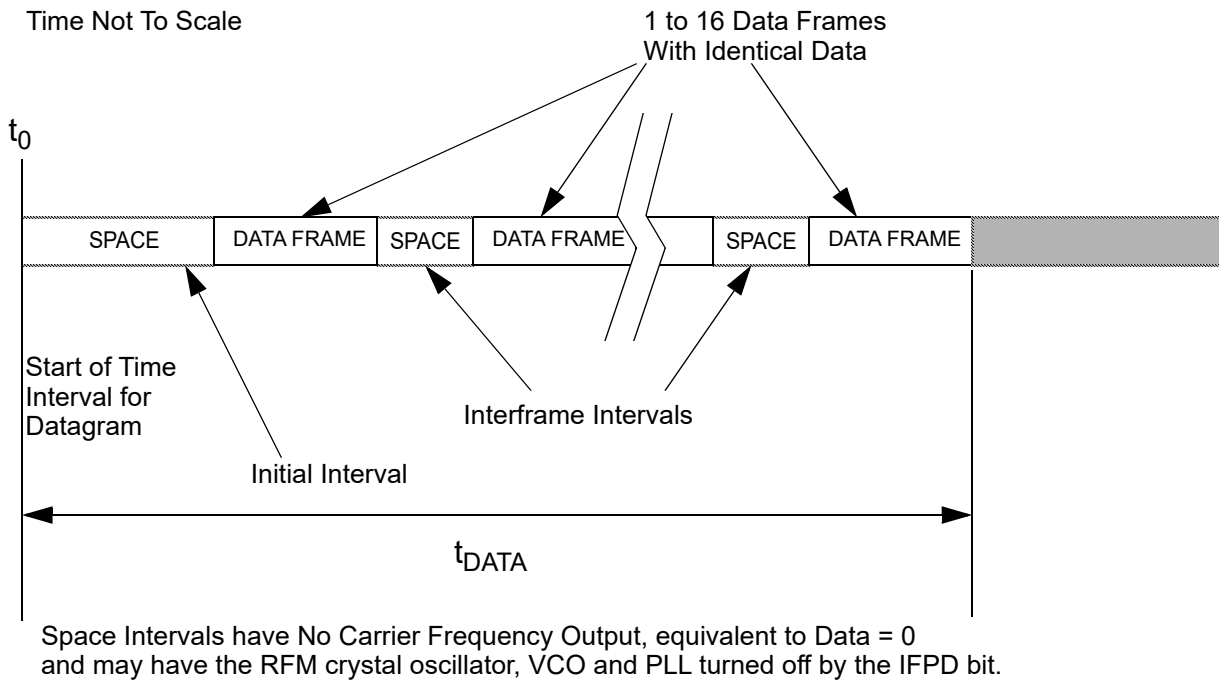 Time Not To Scale
1 to 16 Data Frames
With Identical Data
t0
SPACE
DATA FRAME
SPACE
DATA FRAME
SPACE
DATA FRAME
Start of Time
Interval for
Datagram
Interframe Intervals
Initial Interval
tDATA
Space Intervals have No Carrier Frequency Output, equivalent to Data = 0
and may have the RFM crystal oscillator, VCO and PLL turned off by the IFPD bit.